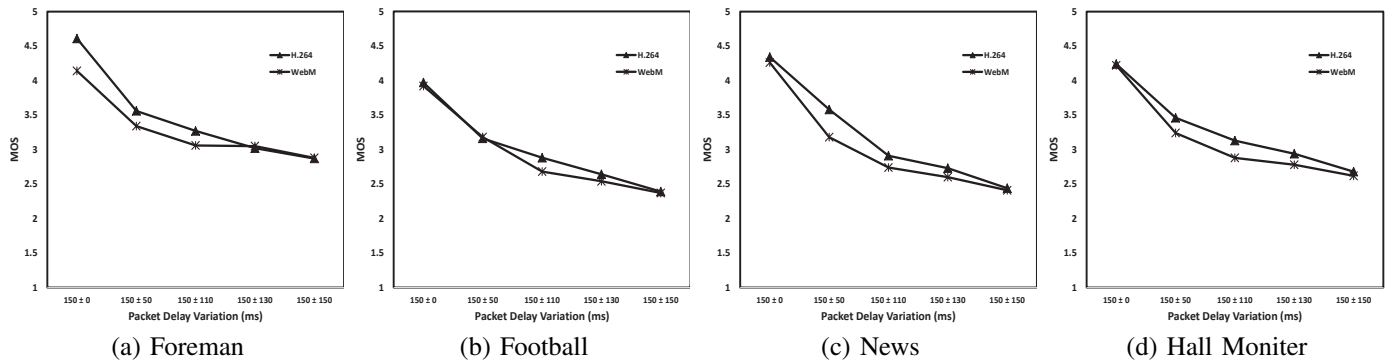 5
4.5
4
3.5
3
2.5
2
1.5
1
MOS
H.264
WebM
150 ± 0
150 ± 50
150 ± 110
150 ± 130
150 ± 150
Packet Delay Variation (ms)
(a) Foreman
5
4.5
4
3.5
3
2.5
2
1.5
1
MOS
H.264
WebM
150 ± 0
150 ± 50
150 ± 110
150 ± 130
150 ± 150
Packet Delay Variation (ms)
(b) Football
5
4.5
4
3.5
3
2.5
2
1.5
1
MOS
H.264
WebM
150 ± 0
150 ± 50
150 ± 110
150 ± 130
150 ± 150
Packet Delay Variation (ms)
(c) News
5
4.5
4
3.5
3
2.5
2
1.5
1
MOS
H.264
WebM
150 ± 0
150 ± 50
150 ± 110
150 ± 130
150 ± 150
Packet Delay Variation (ms)
(d) Hall Moniter